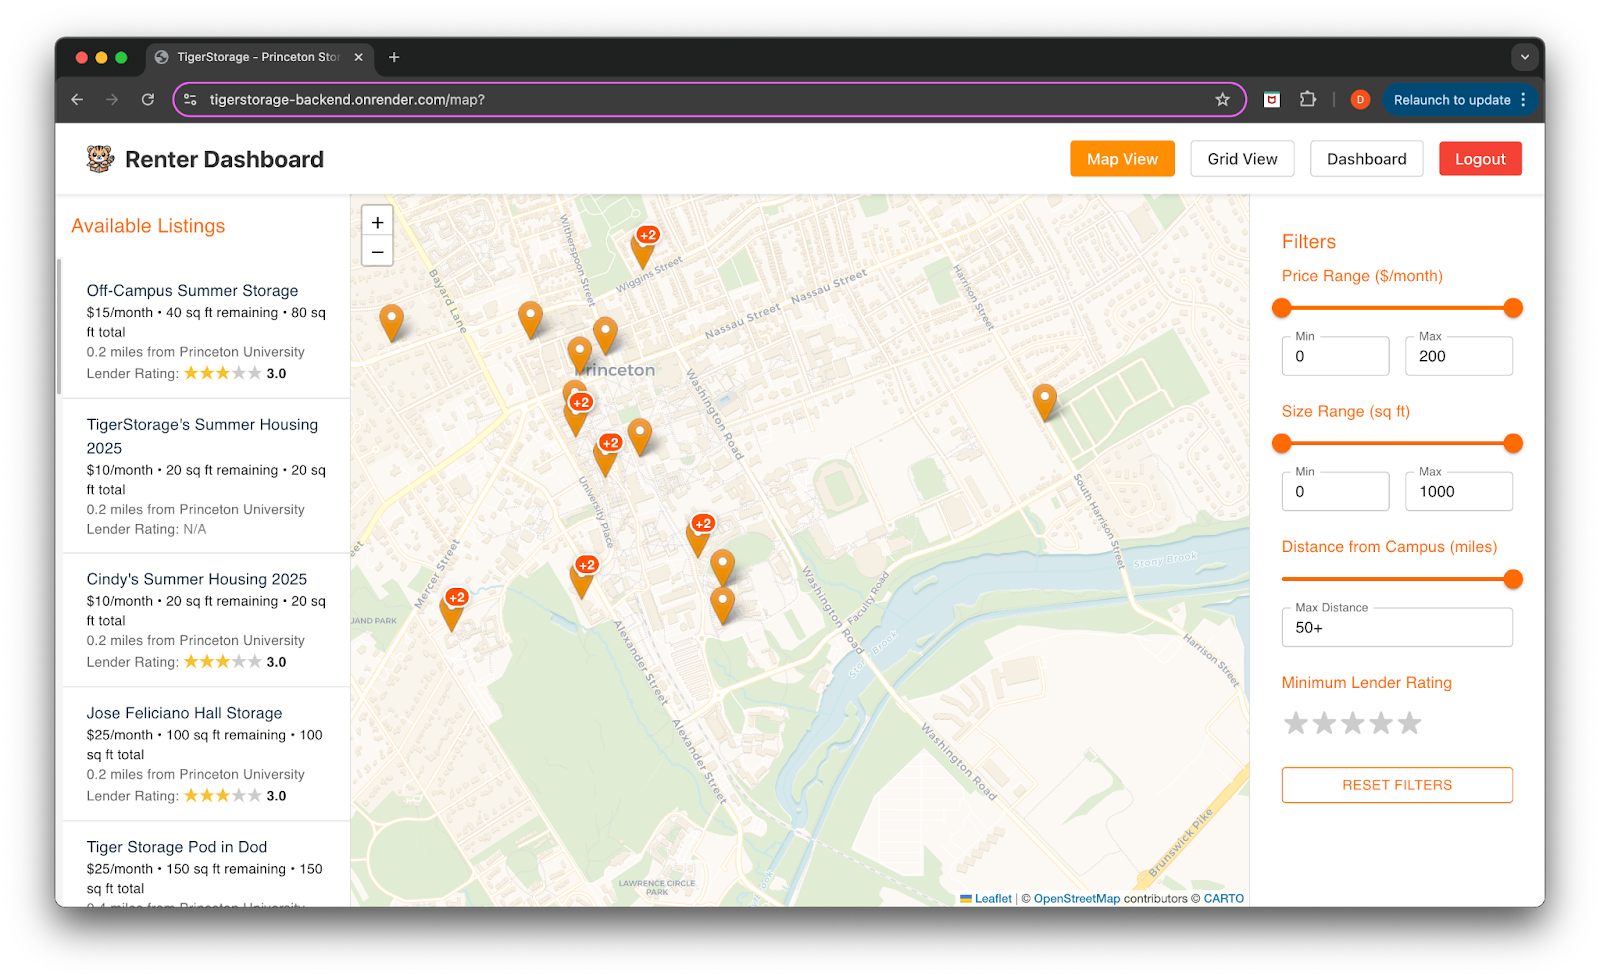 TigerStorage - Princeton Stor
tigerstorage-backend.onrender.com/map?
D
Relaunch to update
Renter Dashboard
Map View
Grid View
Dashboard
Logout
Available Listings
Off-Campus Summer Storage
$15/month • 40 sq ft remaining • 80 sq
ft total
0.2 miles from Princeton University
Lender Rating: ★★★★★ 3.0
TigerStorage's Summer Housing
2025
$10/month • 20 sq ft remaining • 20 sq
ft total
0.2 miles from Princeton University
Lender Rating: N/A
Cindy's Summer Housing 2025
$10/month • 20 sq ft remaining • 20 sq
ft total
0.2 miles from Princeton University
Lender Rating: ★★★★★ 3.0
Jose Feliciano Hall Storage
$25/month • 100 sq ft remaining • 100
sq ft total
0.2 miles from Princeton University
Lender Rating: ★★★★★ 3.0
Tiger Storage Pod in Dod
$25/month • 150 sq ft remaining • 150
sq ft total
0.4 miles from Princeton University
+
−
Bayard Lane
Witherspoon Street
+2
Wiggins Street
Nassau Street
Nassau Street
Harrison Street
Princeton
+2
+2
Washington Road
University Place
+2
+2
+2
Mercer Street
South Harrison Street
Stony Brook
Washington Road
Faculty Road
Stony Brook
Harrison Street
Alexander Street
Alexander Street
Washington Road
Brunswick Pike
LAWRENCE CIRCLE
PARK
Leaflet | © OpenStreetMap contributors © CARTO
Filters
Price Range ($/month)
Min
0
Max
200
Size Range (sq ft)
Min
0
Max
1000
Distance from Campus (miles)
Max Distance
50+
Minimum Lender Rating
RESET FILTERS